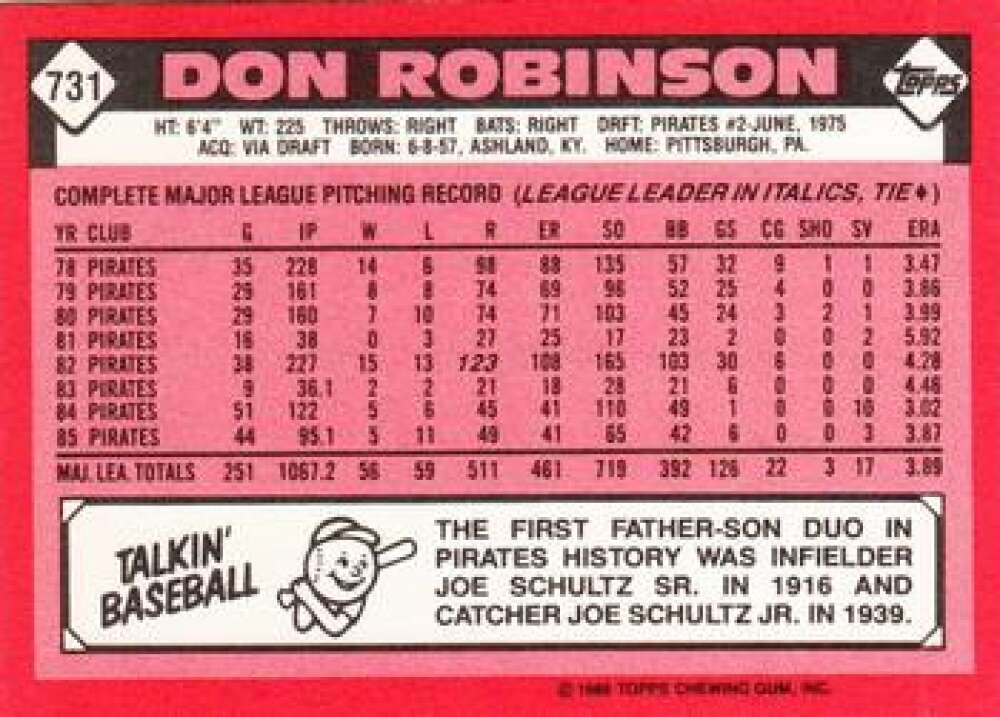 731
DON ROBINSON
TOPPS
HT: 6'4" WT: 225 THROWS: RIGHT BATS: RIGHT DRFT: PIRATES #2-JUNE, 1975
ACQ: VIA DRAFT BORN: 6-8-57, ASHLAND, KY. HOME: PITTSBURGH, PA.
COMPLETE MAJOR LEAGUE PITCHING RECORD (LEAGUE LEADER IN ITALICS, TIE♦)
YR CLUB G IP W L R ER SO BB GS CG SHO SV ERA
78 PIRATES 35 228 14 6 98 88 135 57 32 9 1 1 3.47
79 PIRATES 29 161 8 8 74 69 96 52 25 4 0 0 3.86
80 PIRATES 29 160 7 10 74 71 103 45 24 3 2 1 3.99
81 PIRATES 16 38 0 3 27 25 17 23 2 0 0 2 5.92
82 PIRATES 38 227 15 13 123 108 165 103 30 6 0 0 4.28
83 PIRATES 9 36.1 2 2 21 18 28 21 6 0 0 0 4.46
84 PIRATES 51 122 5 6 45 41 110 49 1 0 0 10 3.02
85 PIRATES 44 95.1 5 11 49 41 65 42 6 0 0 3 3.87
MAJ. LEA. TOTALS 251 1067.2 56 59 511 461 719 392 126 22 3 17 3.89
TALKIN'
BASEBALL
THE FIRST FATHER-SON DUO IN
PIRATES HISTORY WAS INFIELDER
JOE SCHULTZ SR. IN 1916 AND
CATCHER JOE SCHULTZ JR. IN 1939.
© 1986 TOPPS CHEWING GUM, INC.